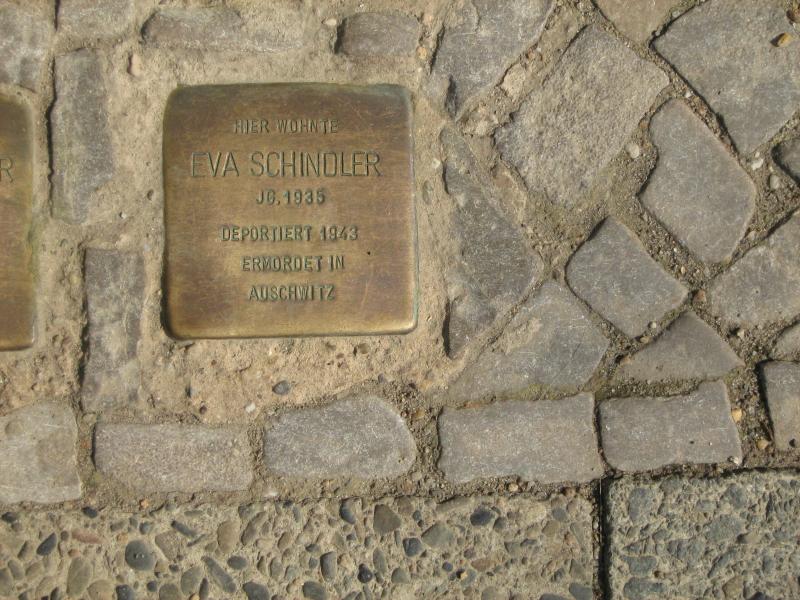 HIER WOHNTE
EVA SCHINDLER
JG. 1935
DEPORTIERT 1943
ERMORDET IN
AUSCHWITZ
R